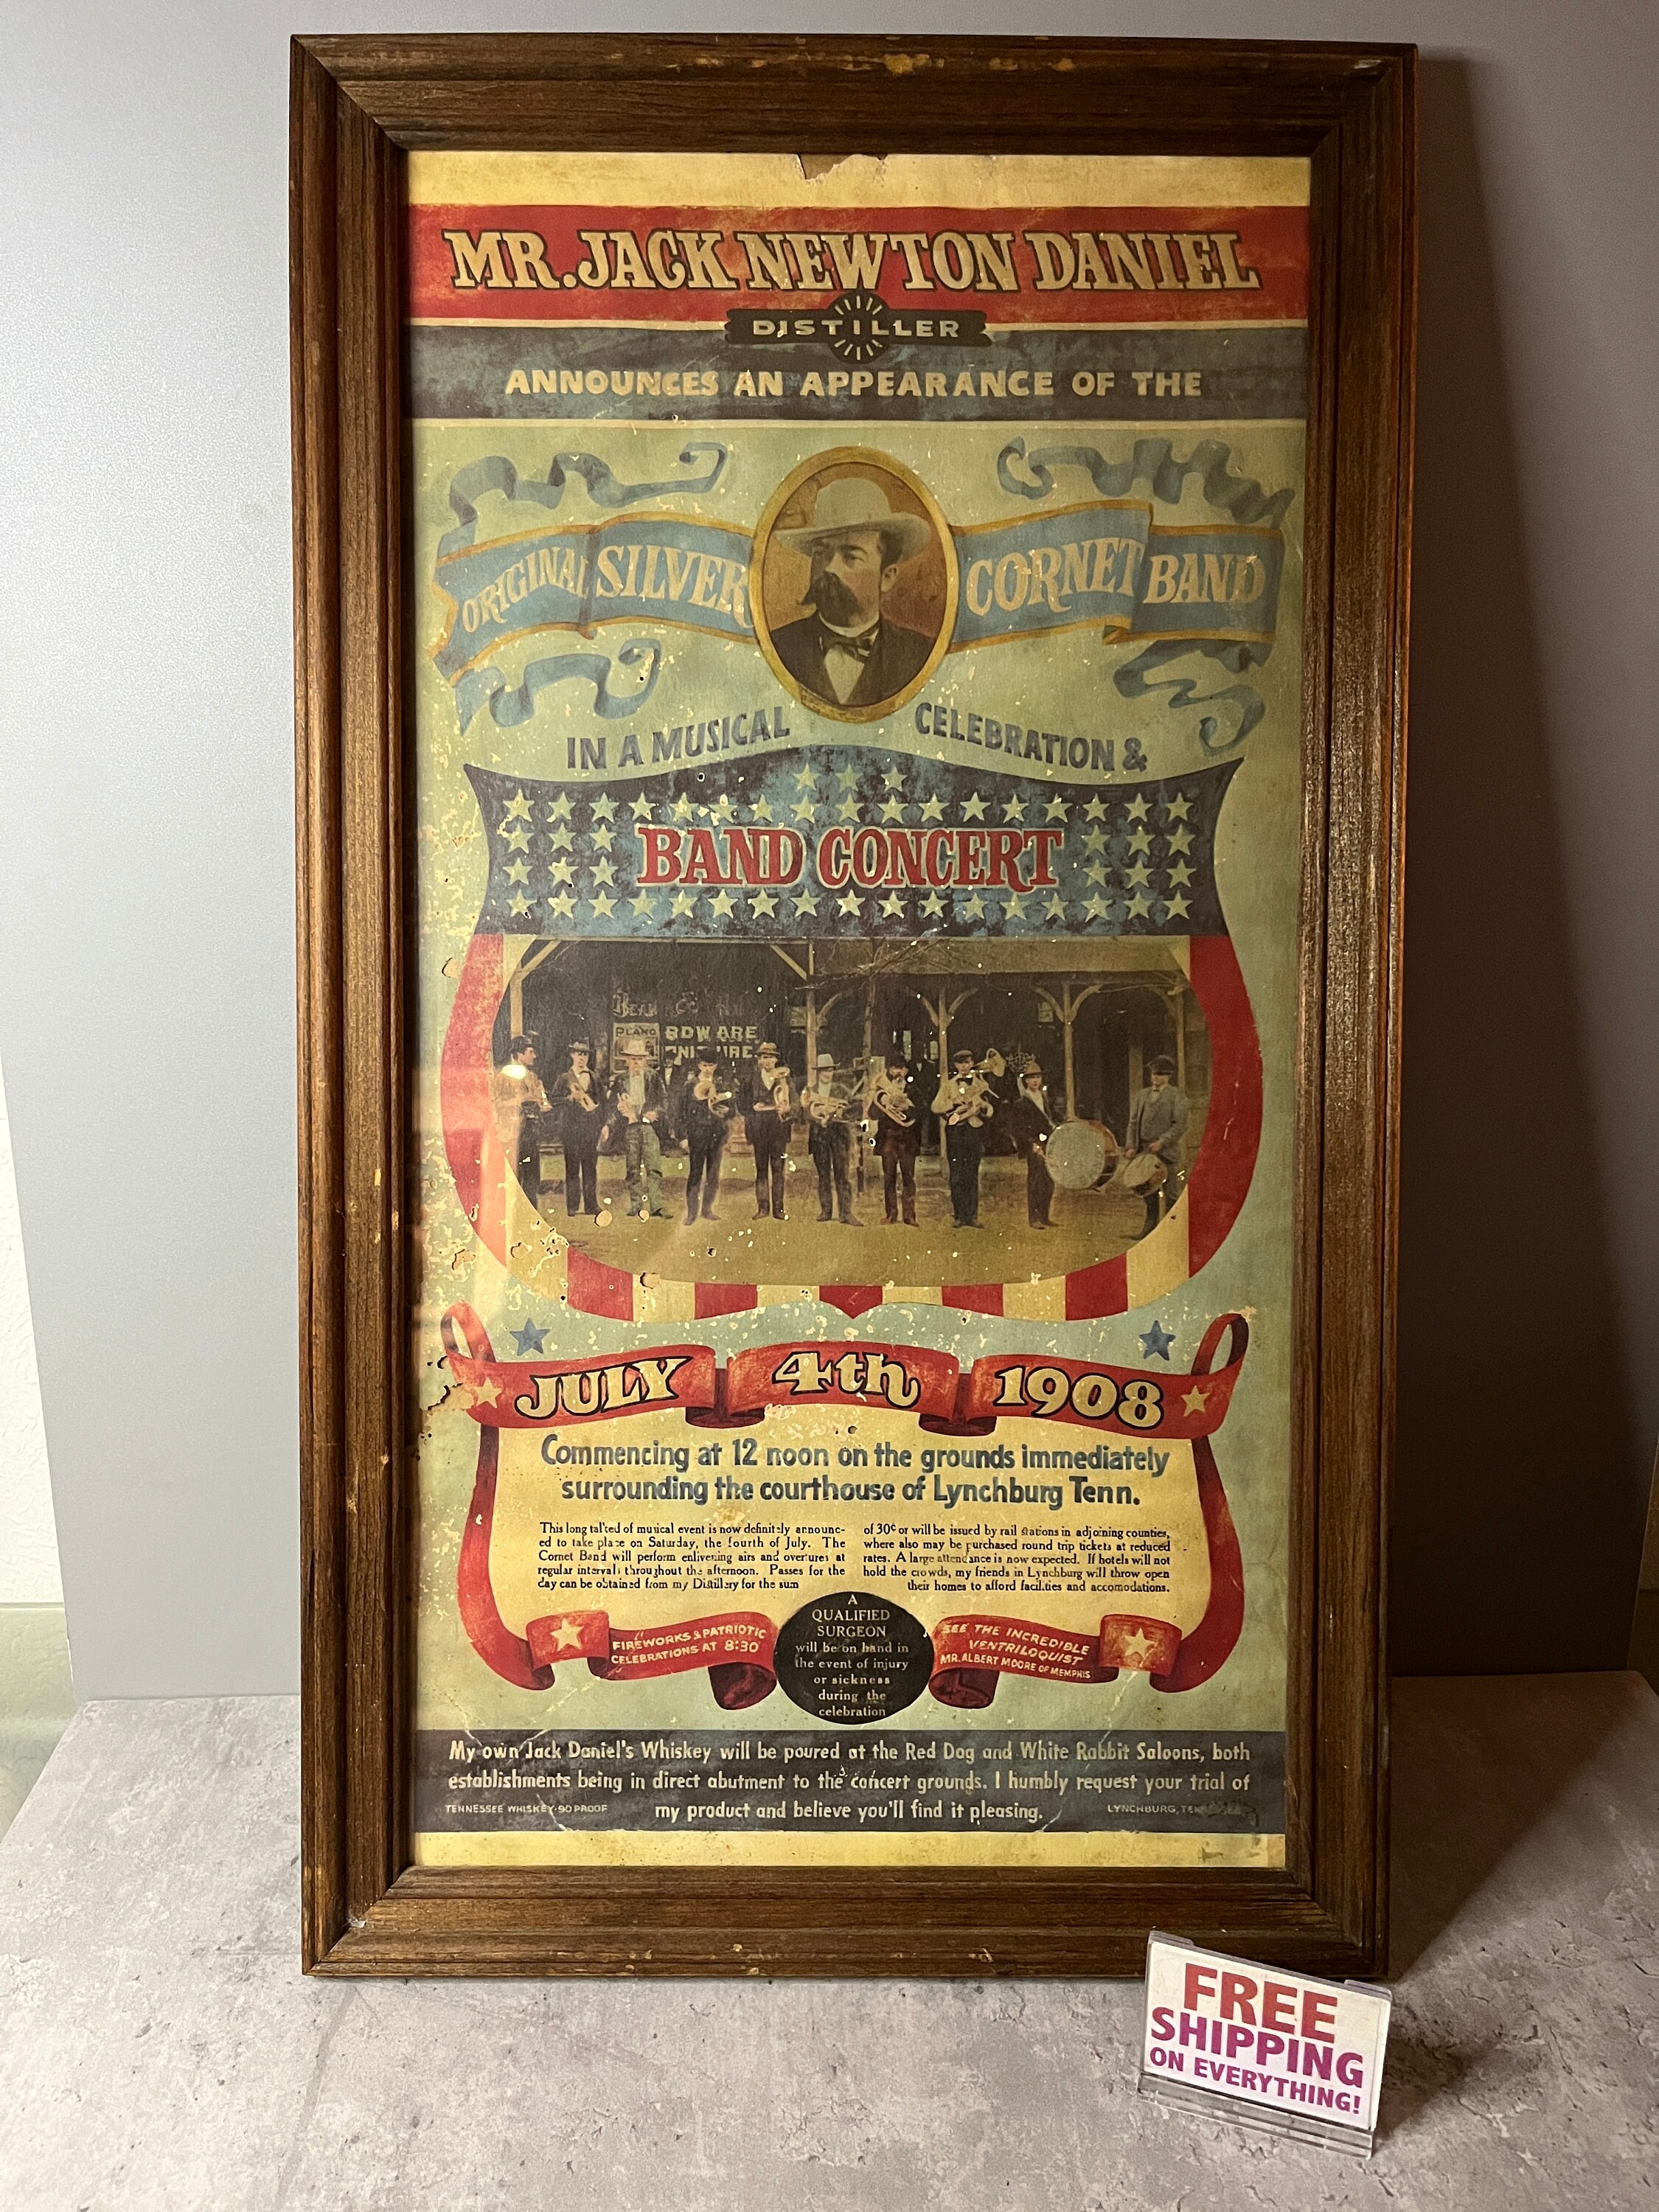 MR. JACK NEWTON DANIEL
DISTILLER
ANNOUNCES AN APPEARANCE OF THE
ORIGINAL SILVER CORNET BAND
IN A MUSICAL CELEBRATION &
BAND CONCERT
PLANO
RDWARE
JULY 4th 1908
Commencing at 12 noon on the grounds immediately
surrounding the courthouse of Lynchburg Tenn.
This long talked of musical event is now definitely announc-
ed to take place on Saturday, the fourth of July. The
Cornet Band will perform enlivening airs and overtures at
regular intervals throughout the afternoon. Passes for the
day can be obtained from my Distillery for the sum
of 30¢ or will be issued by rail stations in adjoining counties,
where also may be purchased round trip tickets at reduced
rates. A large attendance is now expected. If hotels will not
hold the crowds, my friends in Lynchburg will throw open
their homes to afford facilities and accomodations.
FIREWORKS & PATRIOTIC
CELEBRATIONS AT 8:30
A
QUALIFIED
SURGEON
will be on hand in
the event of injury
or sickness
during the
celebration
SEE THE INCREDIBLE
VENTRILOQUIST
MR. ALBERT MOORE OF MEMPHIS
My own Jack Daniel's Whiskey will be poured at the Red Dog and White Rabbit Saloons, both
establishments being in direct abutment to the concert grounds. I humbly request your trial of
my product and believe you'll find it pleasing.
TENNESSEE WHISKEY·90 PROOF
LYNCHBURG,
FREE
SHIPPING
ON EVERYTHING!